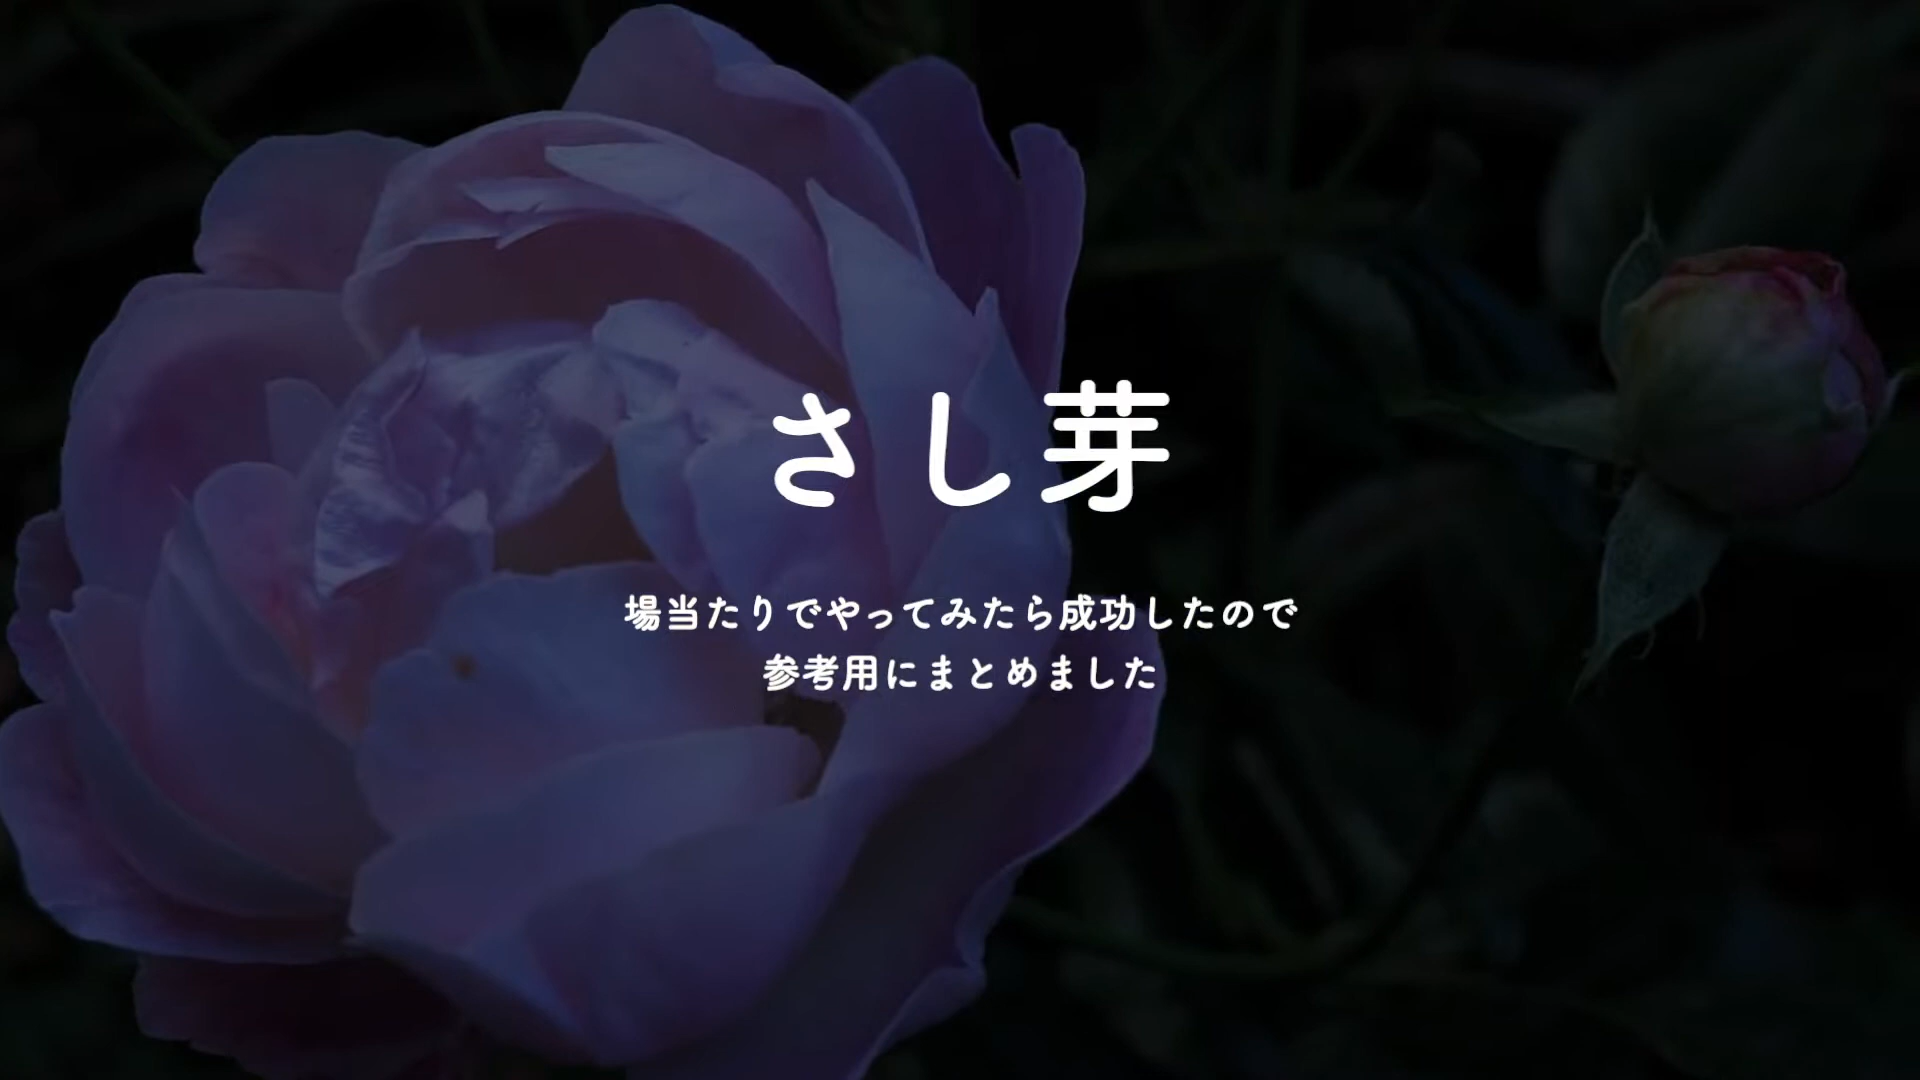 さし芽
場当たりでやってみたら成功したので
参考用にまとめました